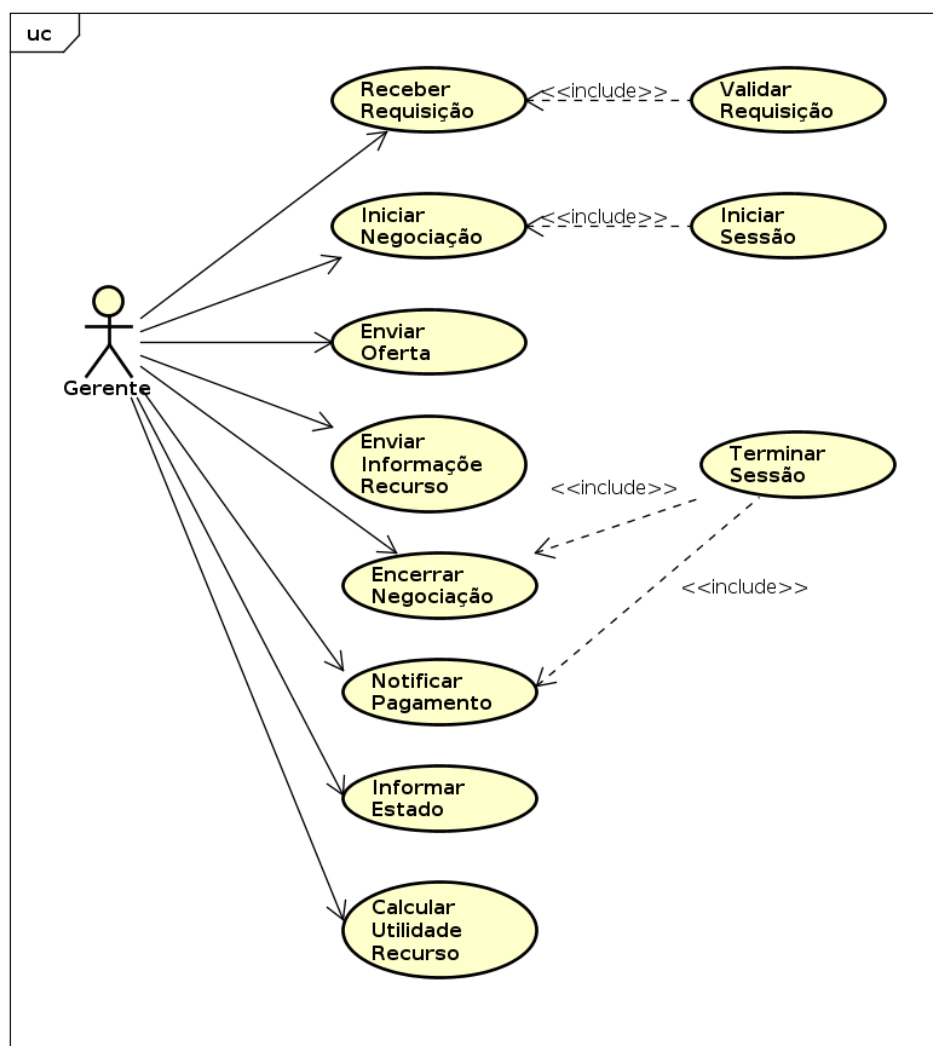 uc
Receber
Requisição
<<include>>
Validar
Requisição
Iniciar
Negociação
<<include>>
Iniciar
Sessão
Gerente
Enviar
Oferta
Enviar
Informaçõe
Recurso
Terminar
Sessão
<<include>>
Encerrar
Negociação
<<include>>
Notificar
Pagamento
Informar
Estado
Calcular
Utilidade
Recurso